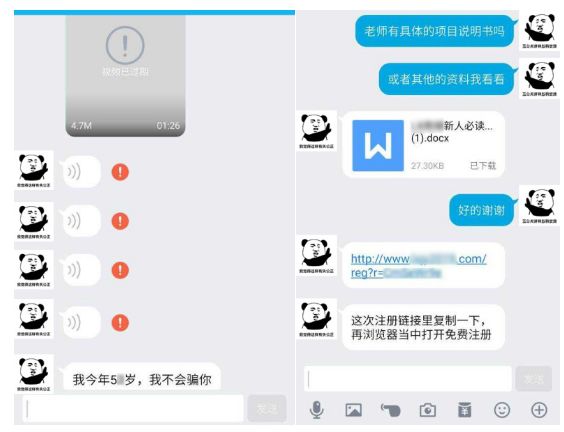 视频已过期
4.7M
01:26
我今年5 岁，我不会骗你
发送
老师有具体的项目说明书吗
或者其他的资料我看看
新人必读...
(1).docx
27.30KB
已下载
好的谢谢
http://www .com/
reg?r=
这次注册链接里复制一下，
再浏览器当中打开免费注册
发送